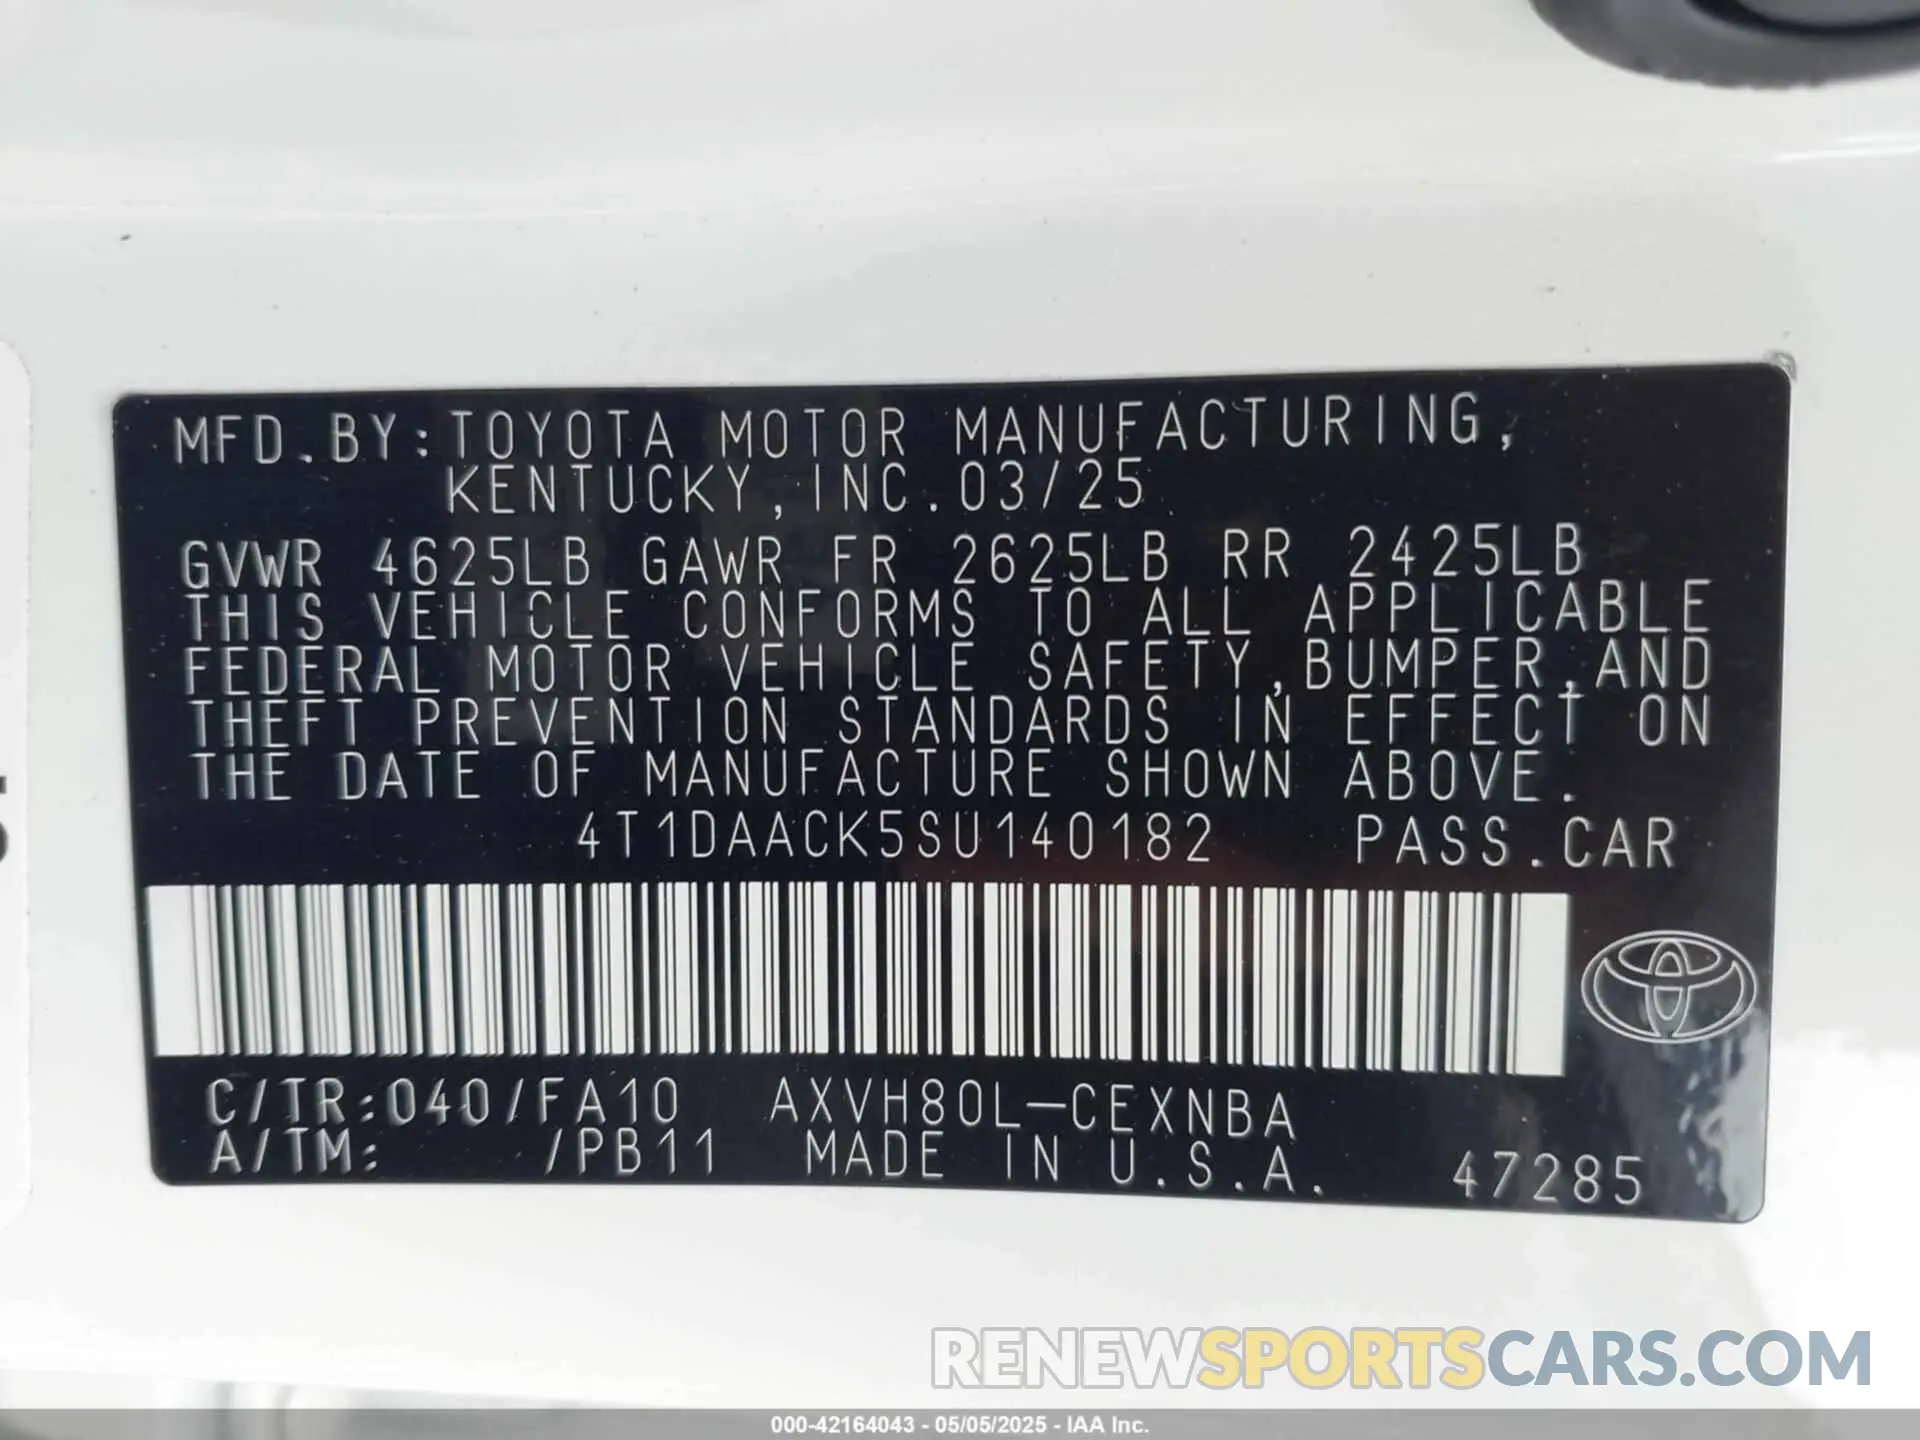 MFD.BY:TOYOTA MOTOR MANUFACTURING,
KENTUCKY,INC.03/25
GVWR 4625LB GAWR FR 2625LB RR 2425LB
THIS VEHICLE CONFORMS TO ALL APPLICABLE
FEDERAL MOTOR VEHICLE SAFETY,BUMPER,AND
THEFT PREVENTION STANDARDS IN EFFECT ON
THE DATE OF MANUFACTURE SHOWN ABOVE.
4T1DAACK5SU140182 PASS.CAR
C/TR:040/FA10 AXVH80L-CEXNBA
A/TM: /PB11 MADE IN U.S.A. 47285
RENEWSPORTSCARS.COM
000-42164043 - 05/05/2025 - IAA Inc.